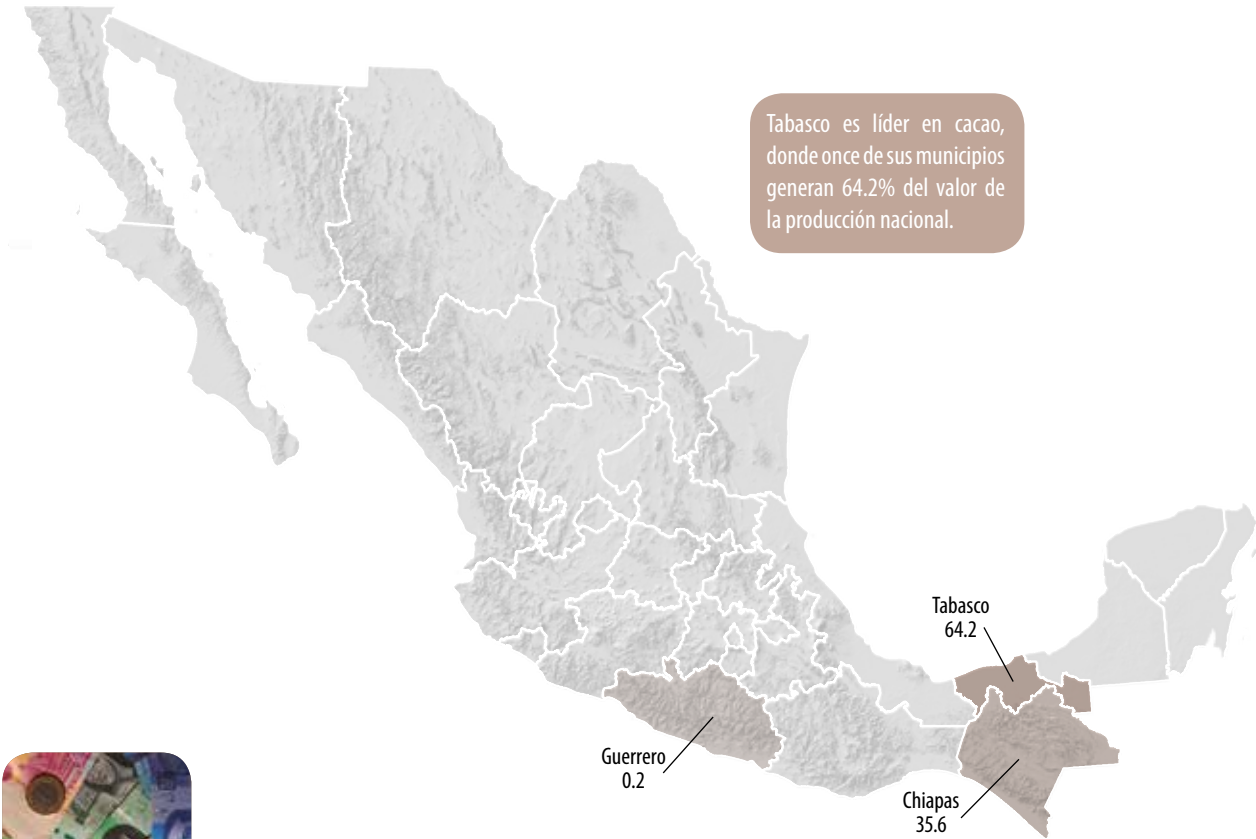 Tabasco es líder en cacao,
donde once de sus municipios
generan 64.2% del valor de
la producción nacional.
Tabasco
64.2
Guerrero
0.2
Chiapas
35.6